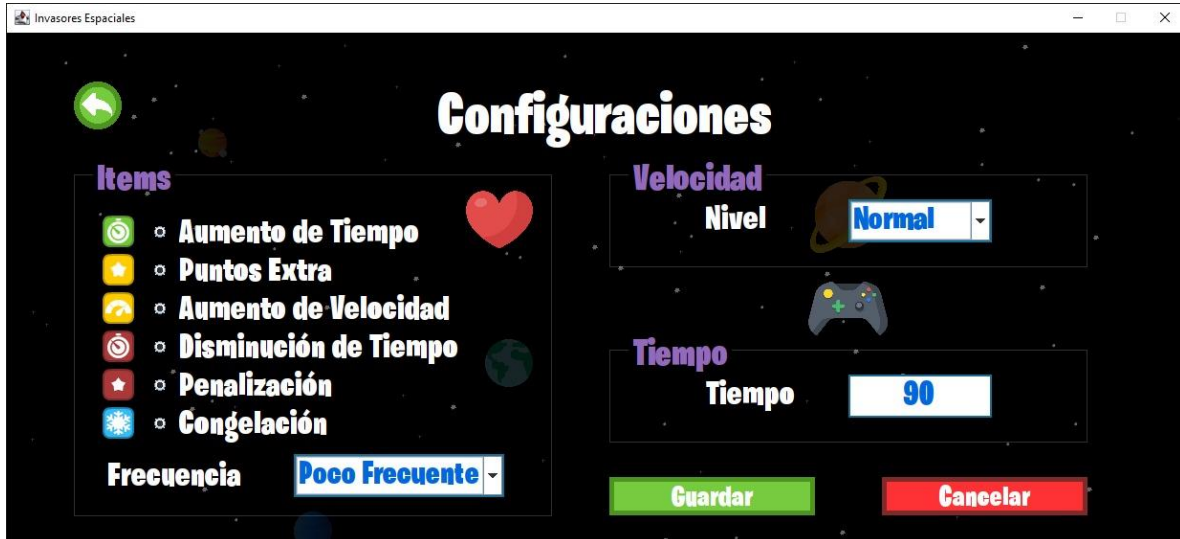 Invasores Espaciales
Configuraciones
Items
Aumento de Tiempo
Puntos Extra
Aumento de Velocidad
Disminución de Tiempo
Penalización
Congelación
Frecuencia Poco Frecuente
Velocidad
Nivel Normal
Tiempo
Tiempo 90
Guardar Cancelar